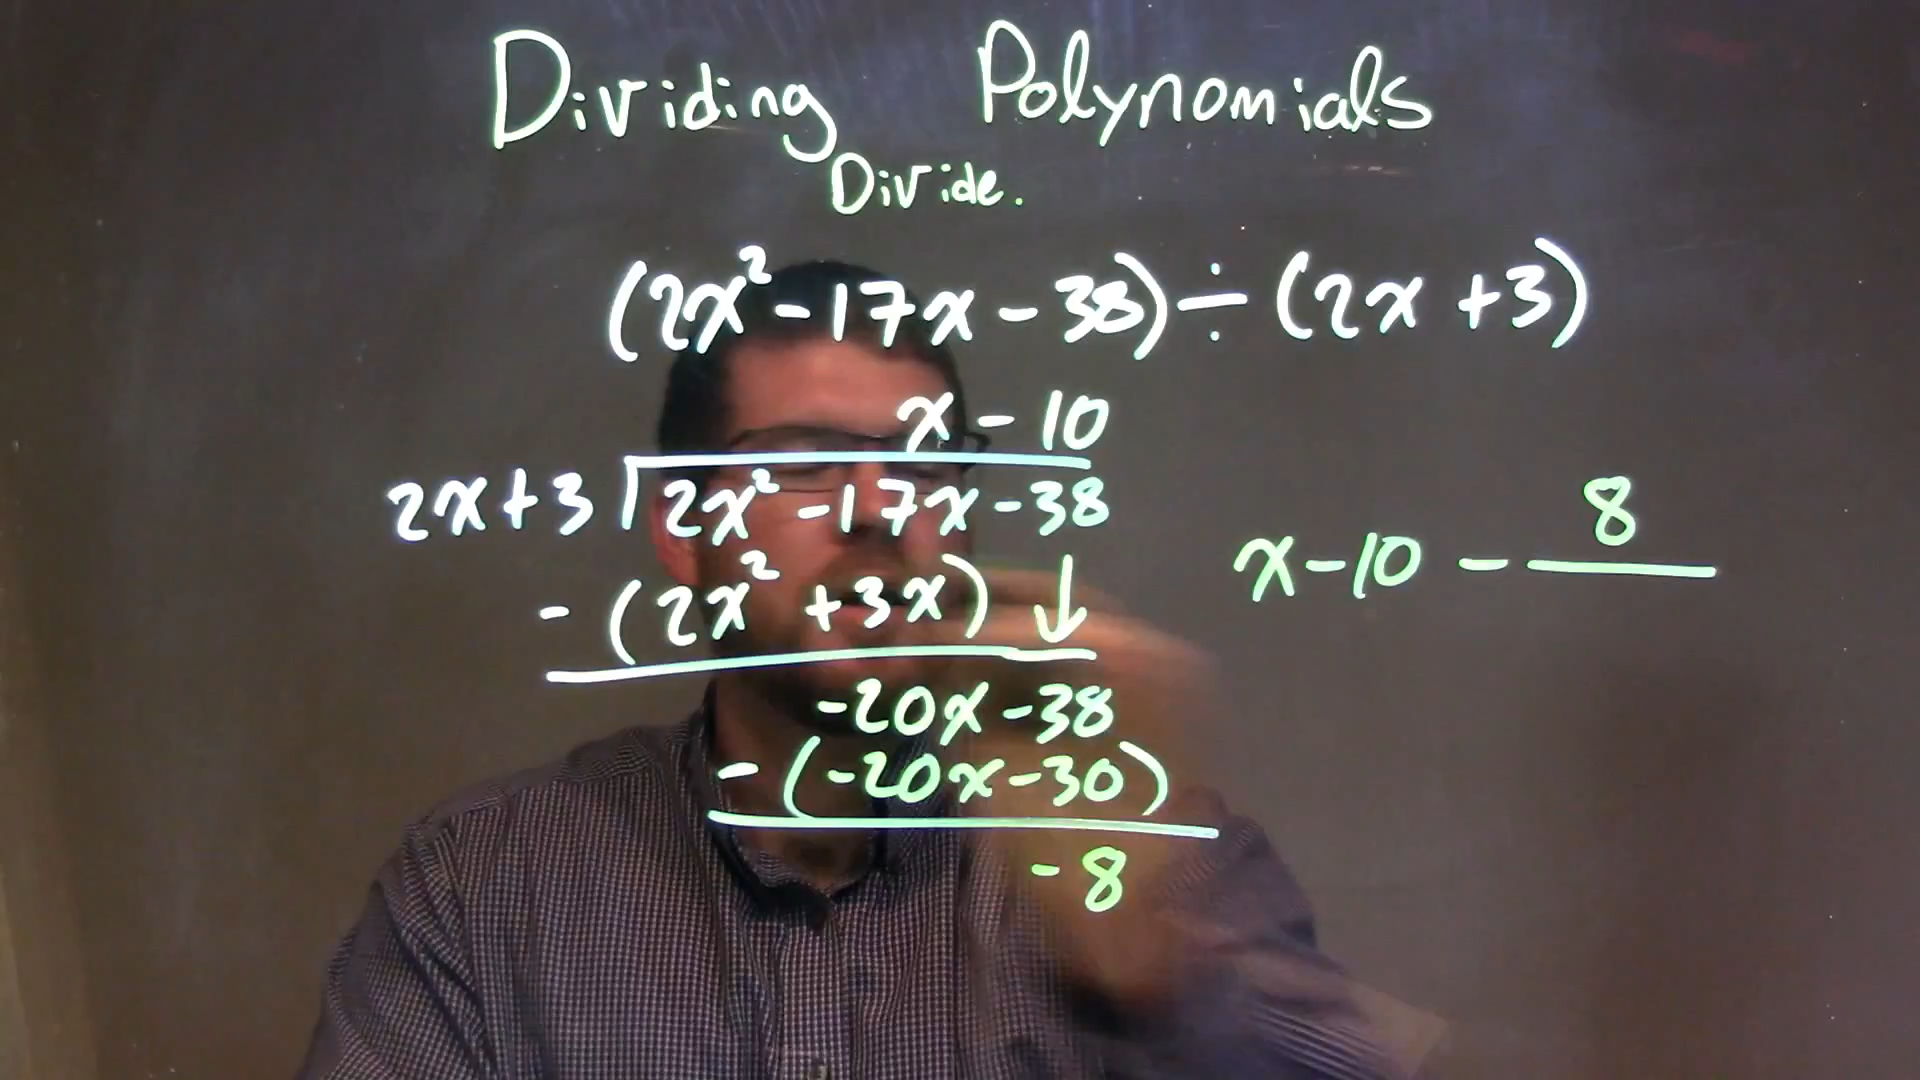 Dividing Polynomials
Divide.
(2x² - 17x - 38) ÷ (2x + 3)
x - 10
2x+3 2x² - 17x - 38
- (2x² + 3x) ↓
-20x - 38
- (-20x - 30)
- 8
8
x - 10 - ___